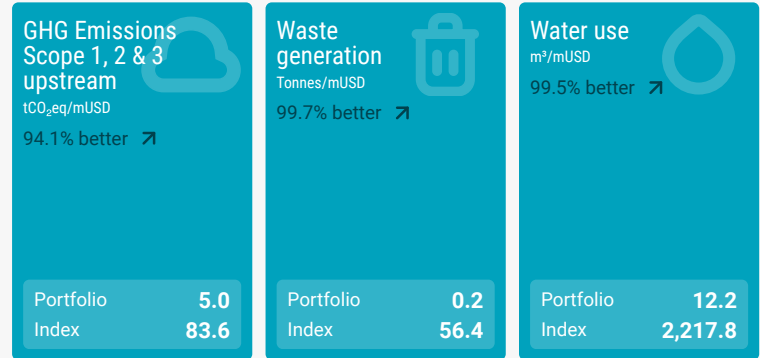 GHG Emissions
Scope 1, 2 & 3
upstream
tCO₂eq/mUSD
94.1% better
Portfolio 5.0
Index 83.6
Waste
generation
Tonnes/mUSD
99.7% better
Portfolio 0.2
Index 56.4
Water use
m³/mUSD
99.5% better
Portfolio 12.2
Index 2,217.8